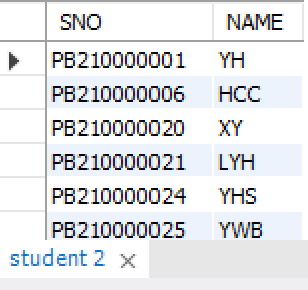 SNO NAME
PB210000001 YH
PB210000006 HCC
PB210000020 XY
PB210000021 LYH
PB210000024 YHS
PB210000025 YWB
student 2 ×